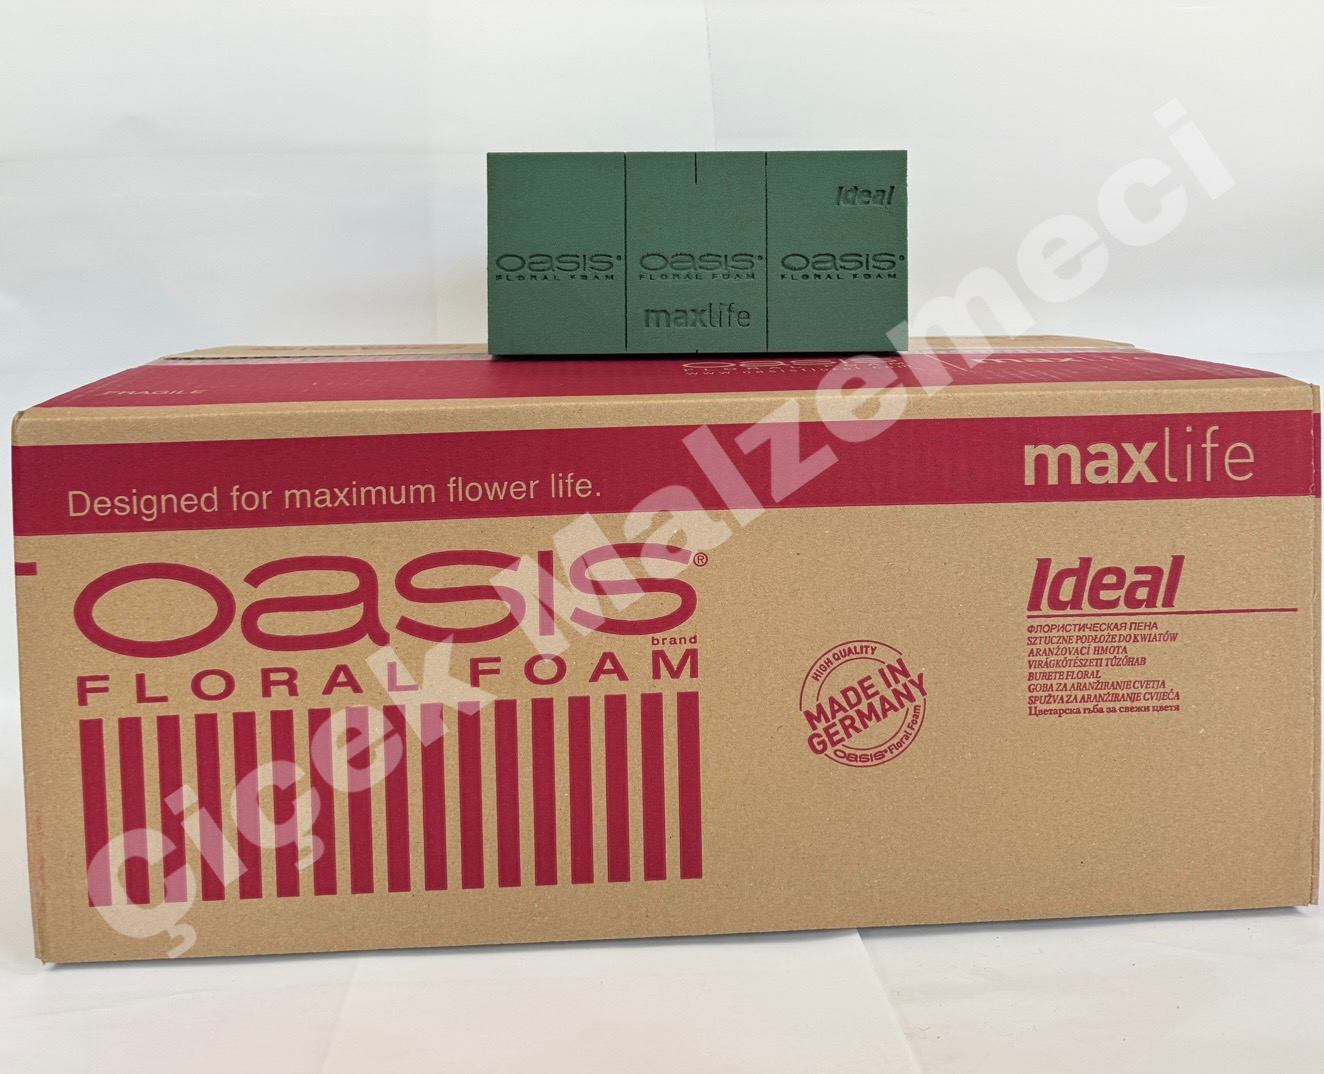 Ideal
OASIS® OASIS® OASIS®
FLORAL FOAM FLORAL FOAM FLORAL FOAM
maxlife
FRAGILE
OASIS
maxlife
maxlife
Designed for maximum flower life.
OASIS®
brand
FLORAL FOAM
HIGH QUALITY
MADE IN
GERMANY
OASIS® Floral Foam
Ideal
ФЛОРИСТИЧЕСКАЯ ПЕНА
SZTUCZNE PODŁOŻE DO KWIATÓW
ARANŽOVACÍ HMOTA
VIRÁGKÖTÉSZETI TŰZŐHAB
BURETE FLORAL
GOBA ZA ARANŽIRANJE CVETJA
SPUŽVA ZA ARANŽIRANJE CVIJEĆA
Цветарска гъба за свежи цветя
Çiçek Malzemeci